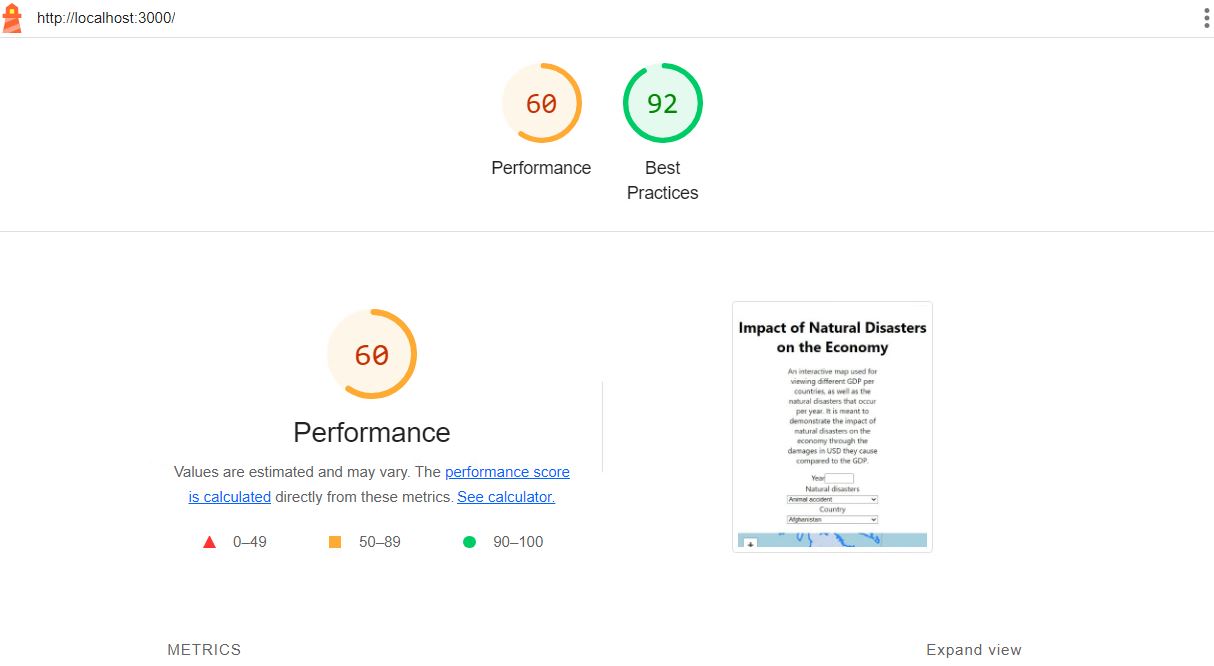 http://localhost:3000/
60
92
Performance
Best
Practices
60
Performance
Values are estimated and may vary. The performance score
is calculated directly from these metrics. See calculator.
0–49
50–89
90–100
Impact of Natural Disasters
on the Economy
An interactive map used for
viewing different GDP per
countries, as well as the
natural disasters that occur
per year. It is meant to
demonstrate the impact of
natural disasters on the
economy through the
damages in USD they cause
compared to the GDP.
Year
Natural disasters
Animal accident
Country
Afghanistan
+
METRICS
Expand view